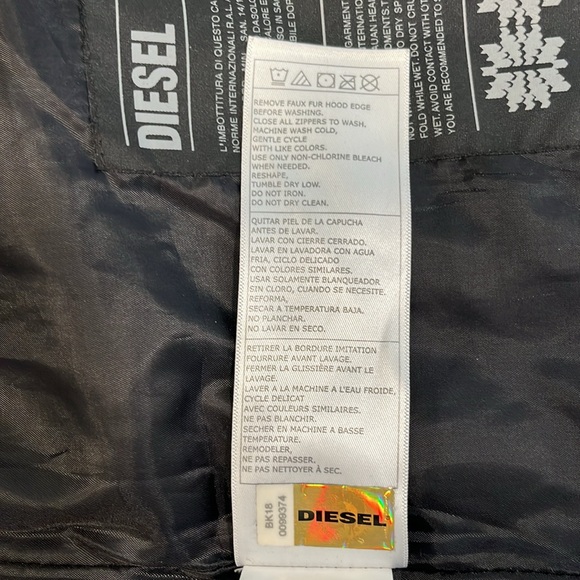 DIESEL
L'IMBOTTITURA DI QUESTO
NORME INTERNAZIONALI R.A.L.
FOLD WHILE WET. DO NOT
WET. AVOID CONTACT WITH
YOU ARE RECOMMENDED TO
REMOVE FAUX FUR HOOD EDGE
BEFORE WASHING.
CLOSE ALL ZIPPERS TO WASH.
MACHINE WASH COLD,
GENTLE CYCLE
WITH LIKE COLORS.
USE ONLY NON-CHLORINE BLEACH
WHEN NEEDED.
RESHAPE,
TUMBLE DRY LOW.
DO NOT IRON.
DO NOT DRY CLEAN.
QUITAR PIEL DE LA CAPUCHA
ANTES DE LAVAR.
LAVAR CON CIERRE CERRADO.
LAVAR EN LAVADORA CON AGUA
FRIA, CICLO DELICADO
CON COLORES SIMILARES.
USAR SOLAMENTE BLANQUEADOR
SIN CLORO, CUANDO SE NECESITE.
REFORMA,
SECAR A TEMPERATURA BAJA.
NO PLANCHAR.
NO LAVAR EN SECO.
RETIRER LA BORDURE IMITATION
FOURRURE AVANT LAVAGE.
FERMER LA GLISSIÈRE AVANT LE
LAVAGE.
LAVER A LA MACHINE A L'EAU FROIDE,
CYCLE DELICAT
AVEC COULEURS SIMILAIRES.
NE PAS BLANCHIR.
SECHER EN MACHINE A BASSE
TEMPERATURE.
REMODELER,
NE PAS REPASSER.
NE PAS NETTOYER À SEC.
BK18
0099374
DIESEL